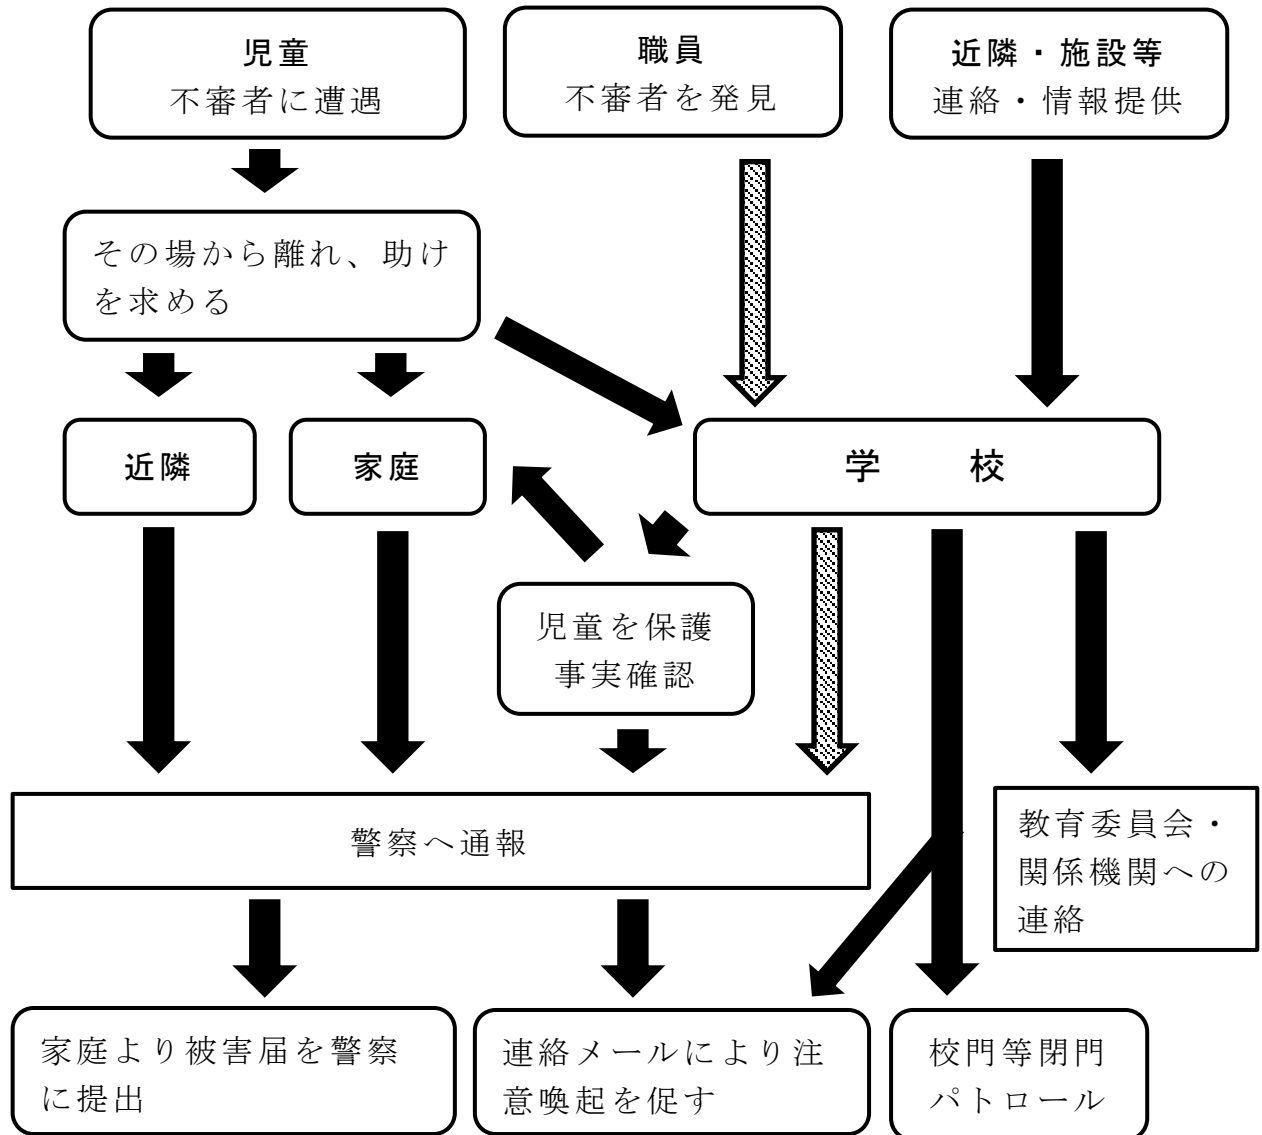 児童
不審者に遭遇
職員
不審者を発見
近隣・施設等
連絡・情報提供
その場から離れ、助け
を求める
近隣
家庭
学　　校
児童を保護
事実確認
警察へ通報
教育委員会・
関係機関への
連絡
家庭より被害届を警察
に提出
連絡メールにより注
意喚起を促す
校門等閉門
パトロール